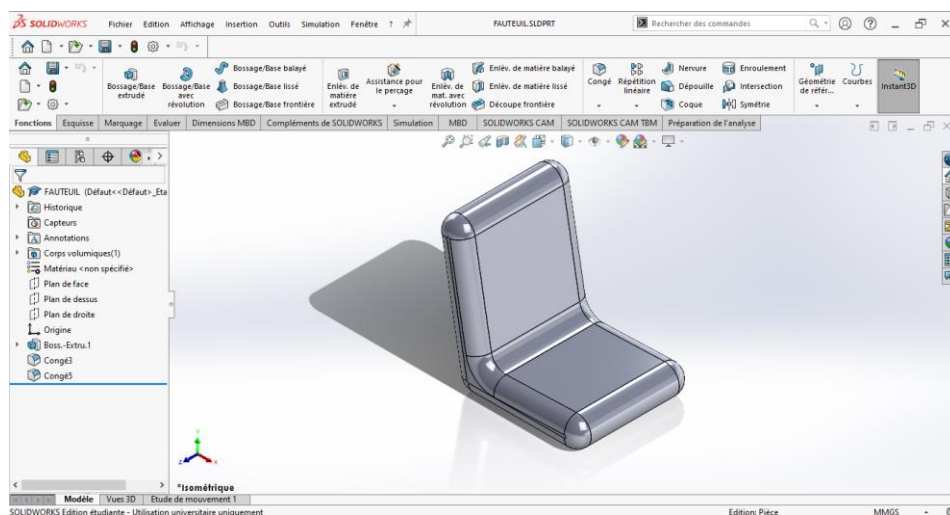 SOLIDWORKS
Fichier Edition Affichage Insertion Outils Simulation Fenêtre ?
FAUTEUIL.SLDPRT
Rechercher des commandes
Bossage/Base extrudé
Bossage/Base avec révolution
Bossage/Base balayé
Bossage/Base lissé
Bossage/Base frontière
Enlèv. de matière extrudé
Assistance pour le perçage
Enlèv. de mat. avec révolution
Enlèv. de matière balayé
Enlèv. de matière lissé
Découpe frontière
Congé
Répétition linéaire
Nervure
Dépouille
Coque
Enroulement
Intersection
Symétrie
Géométrie de référ...
Courbes
Instant3D
Fonctions Esquisse Marquage Evaluer Dimensions MBD Compléments de SOLIDWORKS Simulation MBD SOLIDWORKS CAM SOLIDWORKS CAM TBM Préparation de l'analyse
FAUTEUIL (Défaut<<Défaut>_Eta
Historique
Capteurs
Annotations
Corps volumiques(1)
Matériau <non spécifié>
Plan de face
Plan de dessus
Plan de droite
Origine
Boss.-Extru.1
Congé3
Congé5
*Isométrique
Modèle Vues 3D Etude de mouvement 1
SOLIDWORKS Edition étudiante - Utilisation universitaire uniquement
Edition: Pièce
MMGS